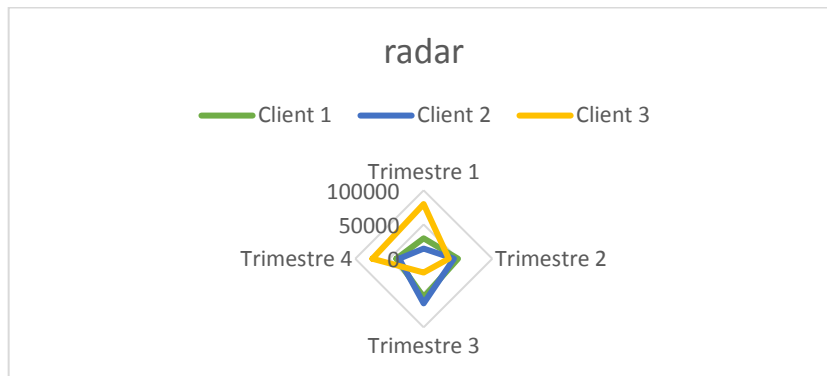 radar
Client 1 Client 2 Client 3
Trimestre 1
100000
50000
Trimestre 4 0 Trimestre 2
Trimestre 3